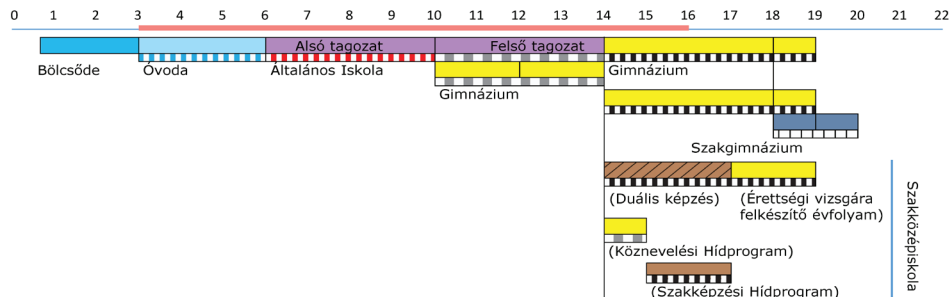 0 1 2 3 4 5 6 7 8 9 10 11 12 13 14 15 16 17 18 19 20 21 22
Alsó tagozat Felső tagozat
Bölcsőde Óvoda Általános Iskola Gimnázium
Gimnázium
Szakgimnázium
(Duális képzés) (Érettségi vizsgára
felkészítő évfolyam)
(Köznevelési Hídprogram)
(Szakképzési Hídprogram)
Szakközépiskola